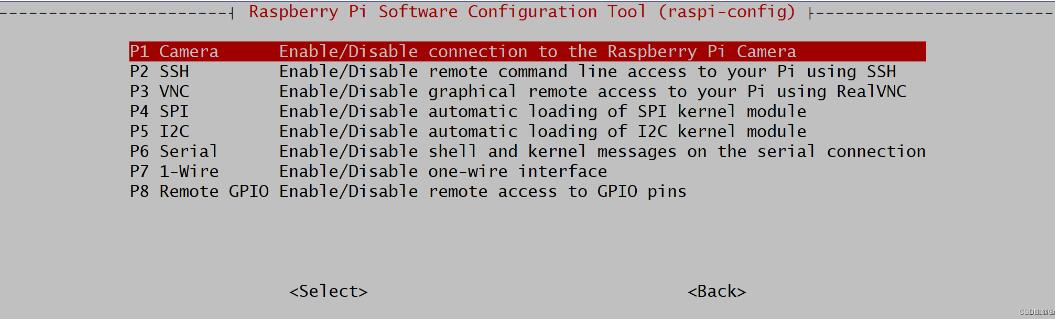 Raspberry Pi Software Configuration Tool (raspi-config)
P1 Camera Enable/Disable connection to the Raspberry Pi Camera
P2 SSH Enable/Disable remote command line access to your Pi using SSH
P3 VNC Enable/Disable graphical remote access to your Pi using RealVNC
P4 SPI Enable/Disable automatic loading of SPI kernel module
P5 I2C Enable/Disable automatic loading of I2C kernel module
P6 Serial Enable/Disable shell and kernel messages on the serial connection
P7 1-Wire Enable/Disable one-wire interface
P8 Remote GPIO Enable/Disable remote access to GPIO pins
<Select> <Back>